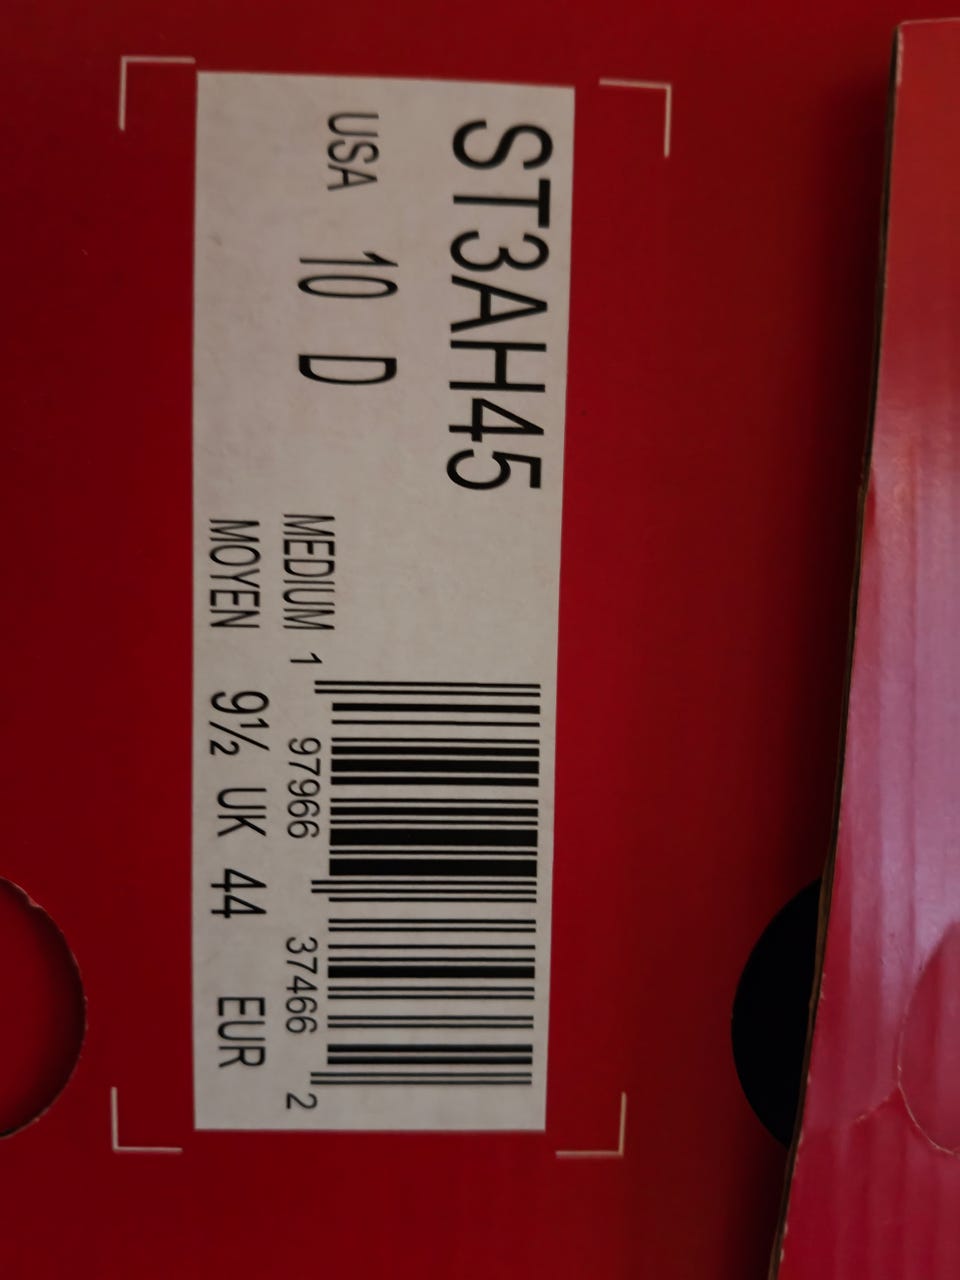 ST3AH45
USA 10 D
MEDIUM 1 97966 37466 2
MOYEN 9½ UK 44 EUR